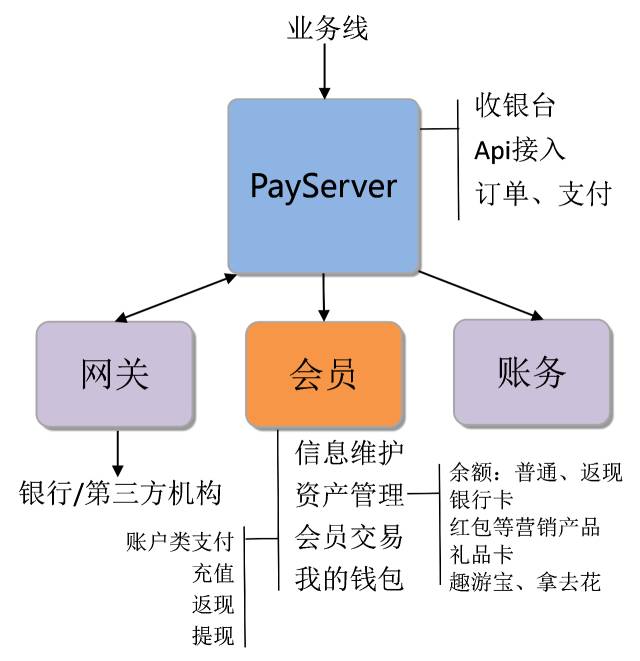 业务线
PayServer
收银台
Api接入
订单、支付
网关
会员
账务
银行/第三方机构
信息维护
资产管理
会员交易
我的钱包
账户类支付
充值
返现
提现
余额：普通、返现
银行卡
红包等营销产品
礼品卡
趣游宝、拿去花